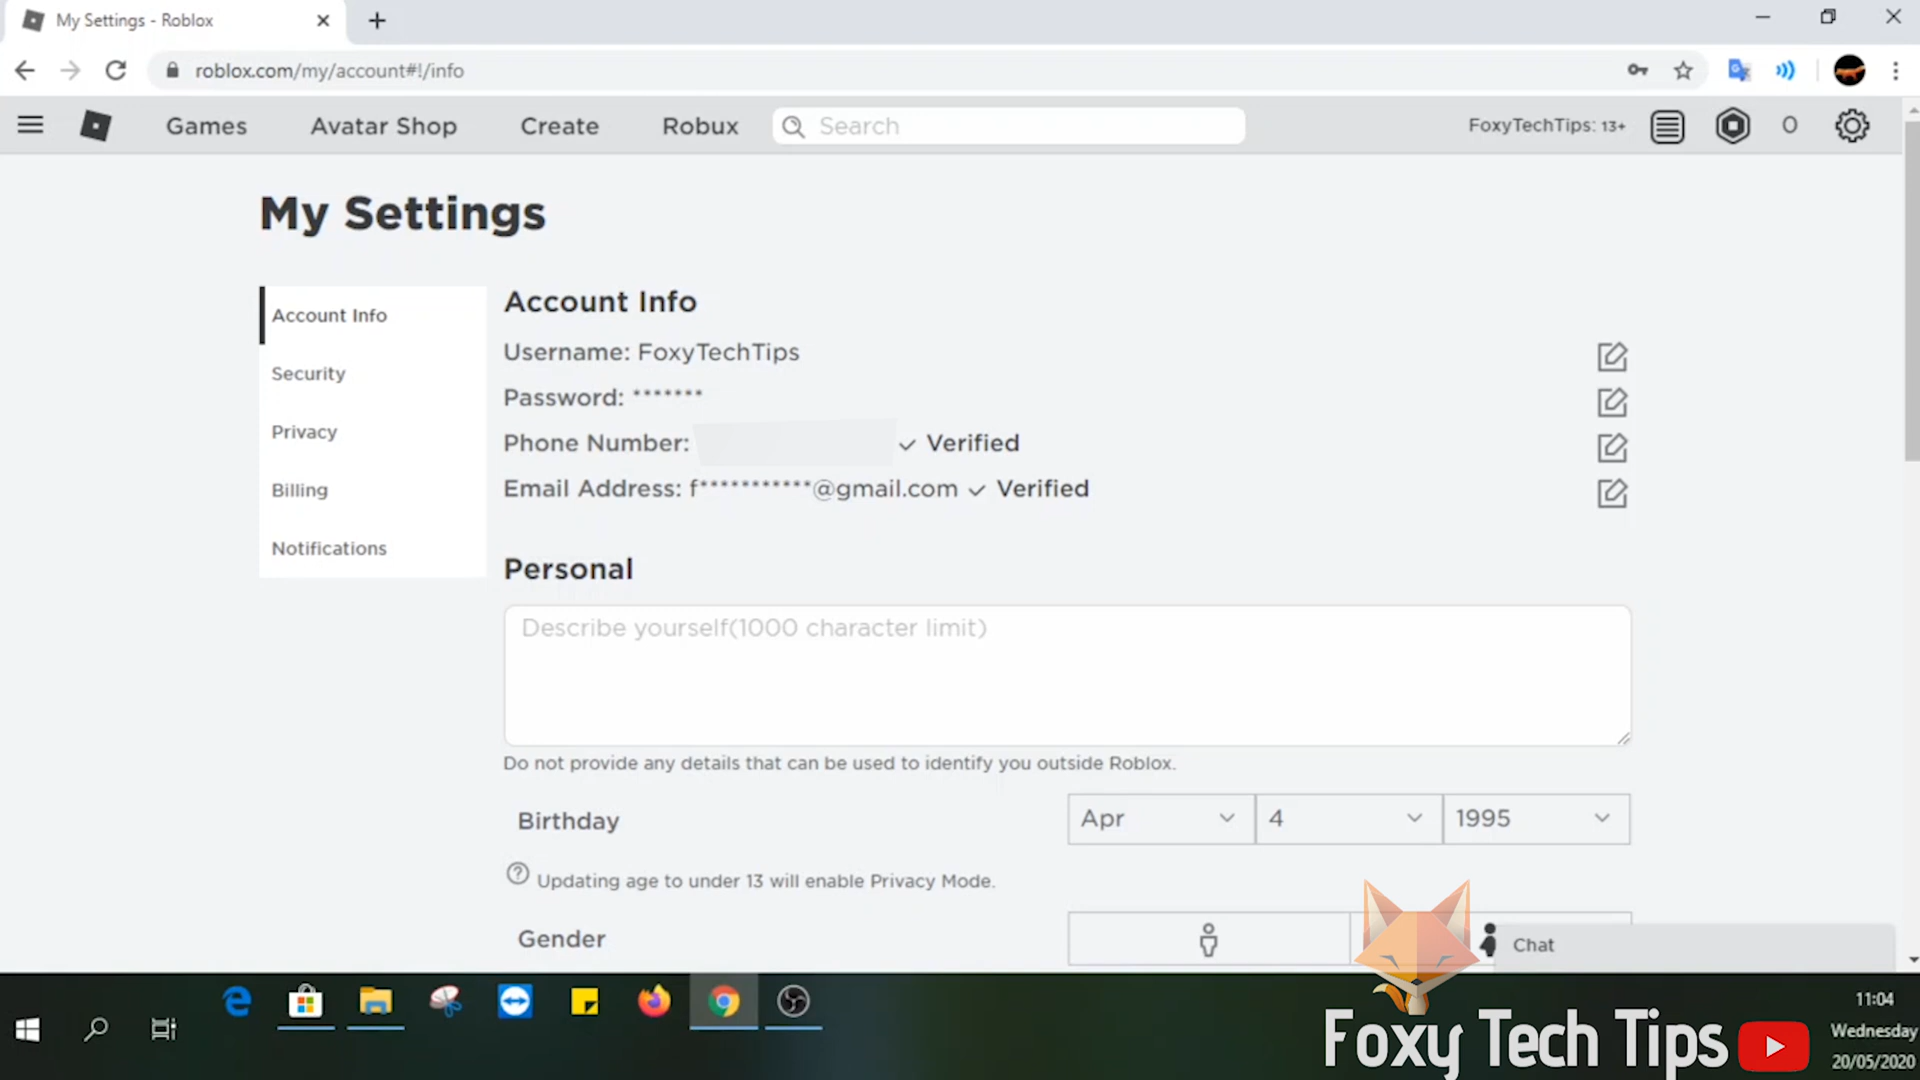 My Settings - Roblox
roblox.com/my/account#!/info
Games Avatar Shop Create Robux Search FoxyTechTips: 13+ 0
My Settings
Account Info
Security
Privacy
Billing
Notifications
Account Info
Username: FoxyTechTips
Password: *******
Phone Number: Verified
Email Address: f***********@gmail.com Verified
Personal
Describe yourself(1000 character limit)
Do not provide any details that can be used to identify you outside Roblox.
Birthday Apr 4 1995
Updating age to under 13 will enable Privacy Mode.
Gender
Chat
Foxy Tech Tips
11:04
Wednesday
20/05/2020